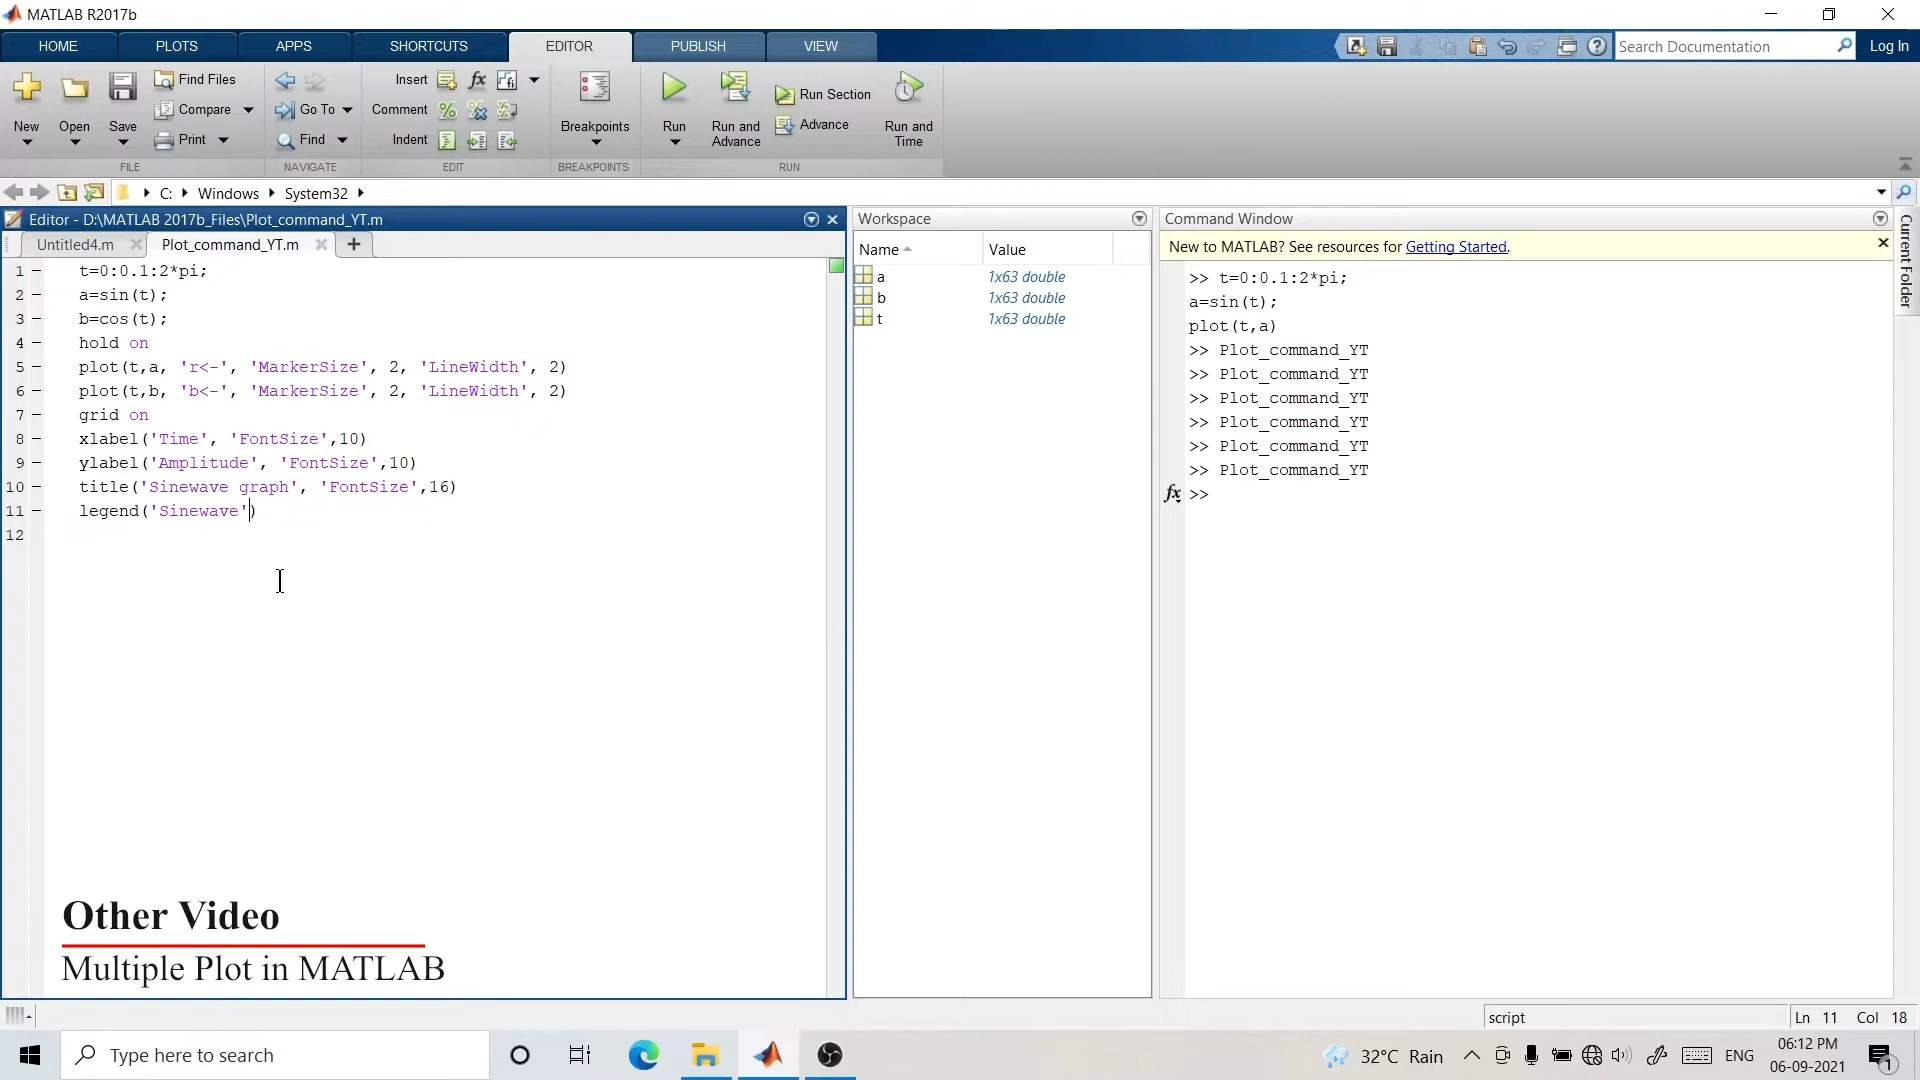 MATLAB R2017b
HOME
PLOTS
APPS
SHORTCUTS
EDITOR
PUBLISH
VIEW
Search Documentation
Log In
New
Open
Save
Find Files
Compare
Print
FILE
Go To
Find
NAVIGATE
Insert
fx
Comment
Indent
EDIT
Breakpoints
BREAKPOINTS
Run
Run and
Advance
Run Section
Advance
Run and
Time
RUN
C:
Windows
System32
Editor - D:\MATLAB 2017b_Files\Plot_command_YT.m
Untitled4.m
Plot_command_YT.m
1 t=0:0.1:2*pi;
2 a=sin(t);
3 b=cos(t);
4 hold on
5 plot(t,a, 'r<-', 'MarkerSize', 2, 'LineWidth', 2)
6 plot(t,b, 'b<-', 'MarkerSize', 2, 'LineWidth', 2)
7 grid on
8 xlabel('Time', 'FontSize',10)
9 ylabel('Amplitude', 'FontSize',10)
10 title('Sinewave graph', 'FontSize',16)
11 legend('Sinewave')
12
Other Video
Multiple Plot in MATLAB
Workspace
Name Value
a 1x63 double
b 1x63 double
t 1x63 double
Command Window
New to MATLAB? See resources for Getting Started.
>> t=0:0.1:2*pi;
a=sin(t);
plot(t,a)
>> Plot_command_YT
>> Plot_command_YT
>> Plot_command_YT
>> Plot_command_YT
>> Plot_command_YT
>> Plot_command_YT
fx >>
Current Folder
script
Ln 11 Col 18
Type here to search
32°C Rain
ENG
06:12 PM
06-09-2021
1